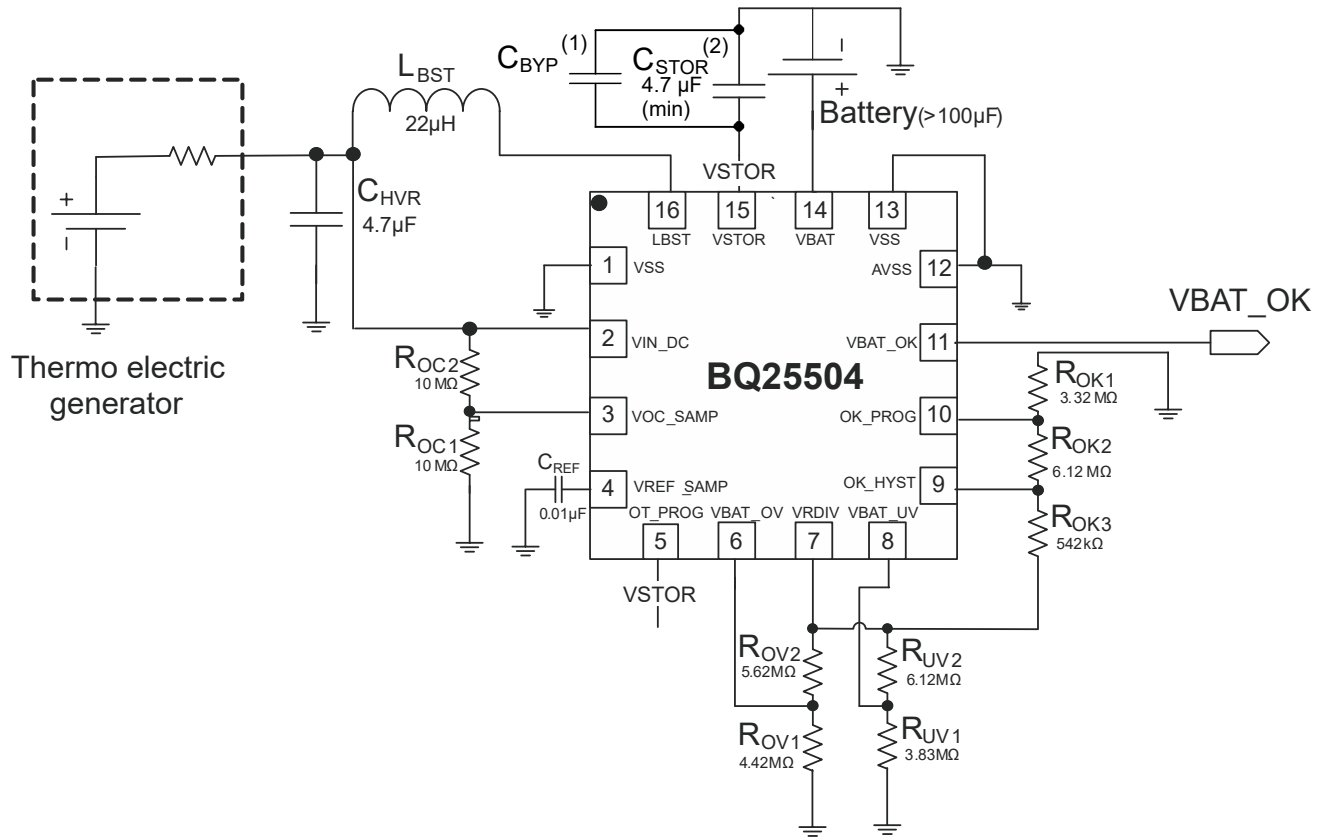 C_BYP (1)
C_STOR (2)
4.7 µF
(min)
−
+
Battery(>100µF)
L_BST
22µH
VSTOR
+
−
C_HVR
4.7µF
Thermo electric
generator
16
LBST
15
VSTOR
14
VBAT
13
VSS
1
VSS
AVSS
12
2
VIN_DC
VBAT_OK
11
VBAT_OK
BQ25504
R_OC2
10 MΩ
3
VOC_SAMP
OK_PROG
10
R_OK1
3.32 MΩ
R_OC1
10 MΩ
R_OK2
6.12 MΩ
C_REF
0.01µF
4
VREF_SAMP
OK_HYST
9
OT_PROG
VBAT_OV
VRDIV
VBAT_UV
5
6
7
8
R_OK3
542kΩ
VSTOR
R_OV2
5.62MΩ
R_UV2
6.12MΩ
R_OV1
4.42MΩ
R_UV1
3.83MΩ